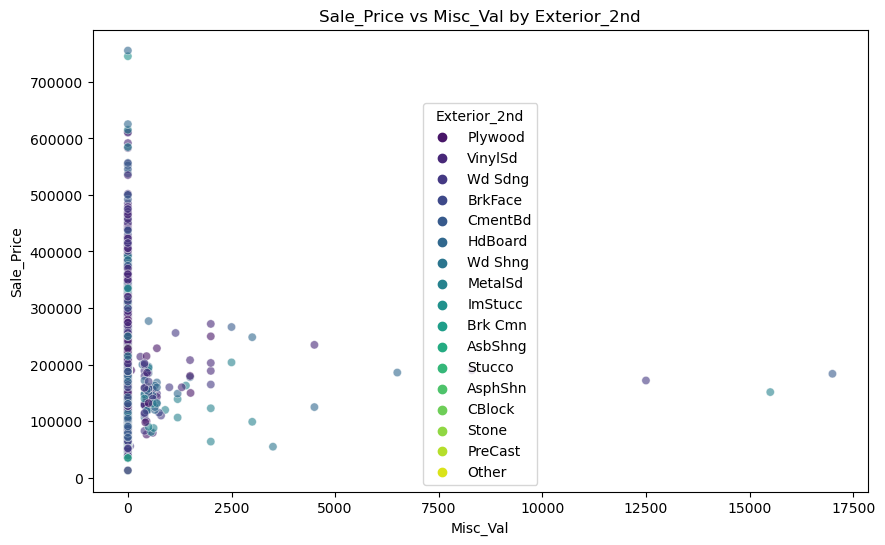 Sale_Price vs Misc_Val by Exterior_2nd
Sale_Price
700000
600000
500000
400000
300000
200000
100000
0
Exterior_2nd
Plywood
VinylSd
Wd Sdng
BrkFace
CmentBd
HdBoard
Wd Shng
MetalSd
ImStucc
Brk Cmn
AsbShng
Stucco
AsphShn
CBlock
Stone
PreCast
Other
0 2500 5000 7500 10000 12500 15000 17500
Misc_Val